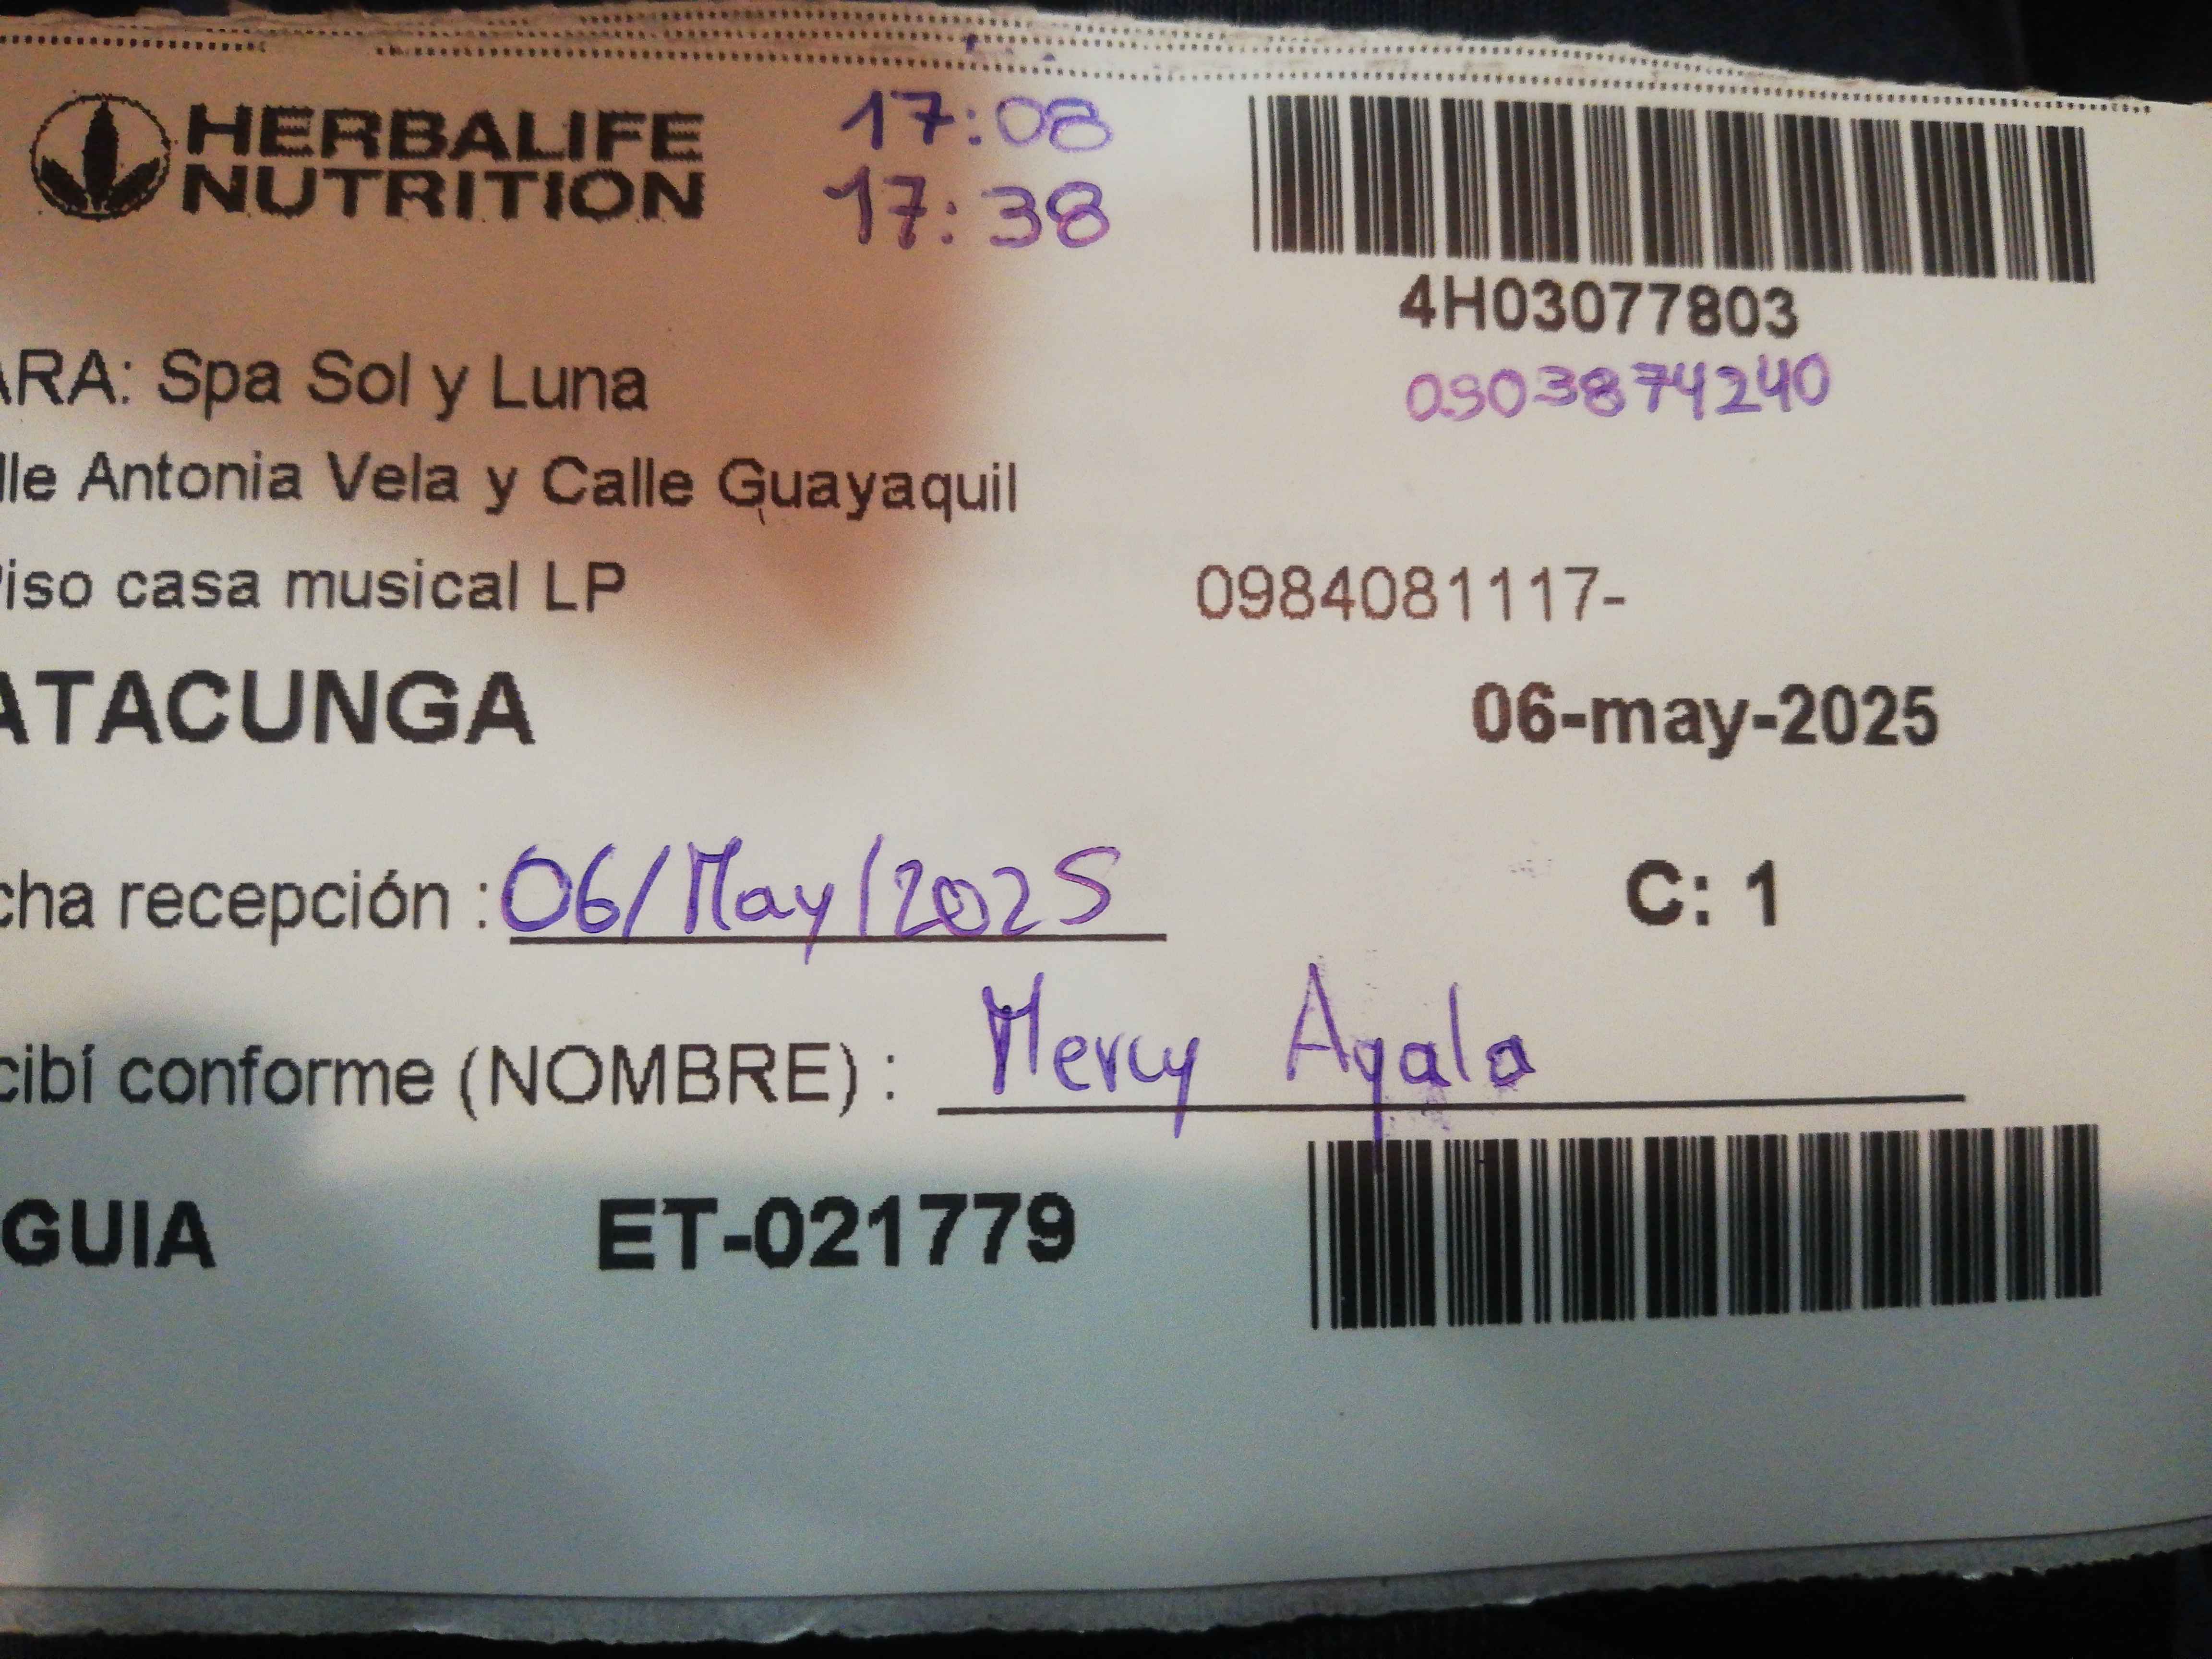 HERBALIFE
NUTRITION
17:08
17:38
4H03077803
0903874240
ARA: Spa Sol y Luna
lle Antonia Vela y Calle Guayaquil
Piso casa musical LP
0984081117-
ATACUNGA
06-may-2025
cha recepción : 06/May/2025
C: 1
cibí conforme (NOMBRE) : Mercy Ayala
GUIA ET-021779